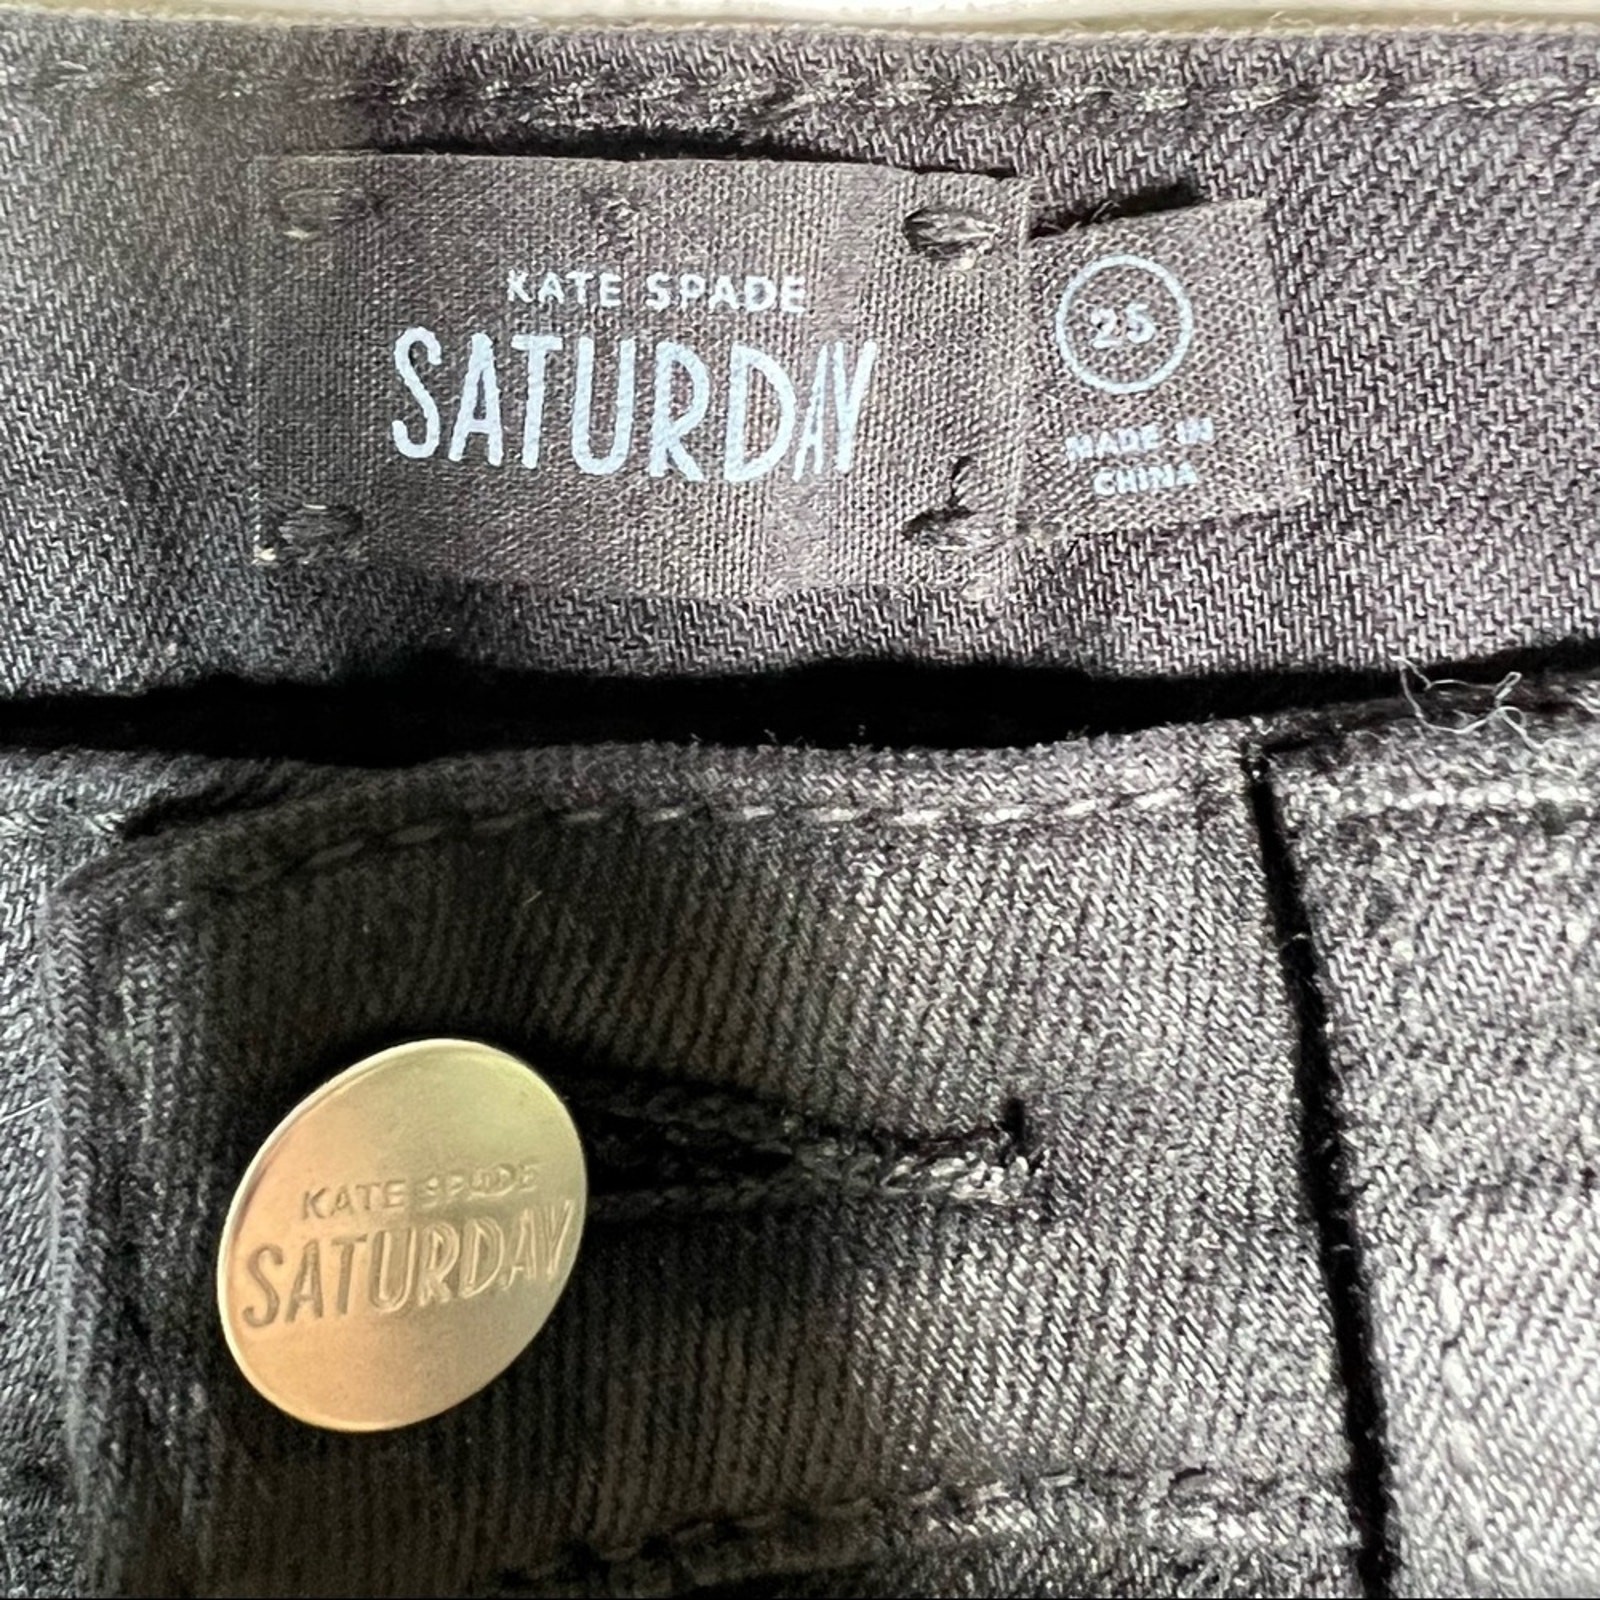 KATE SPADE
SATURDAY
25
MADE IN
CHINA
KATE SPADE
SATURDAY